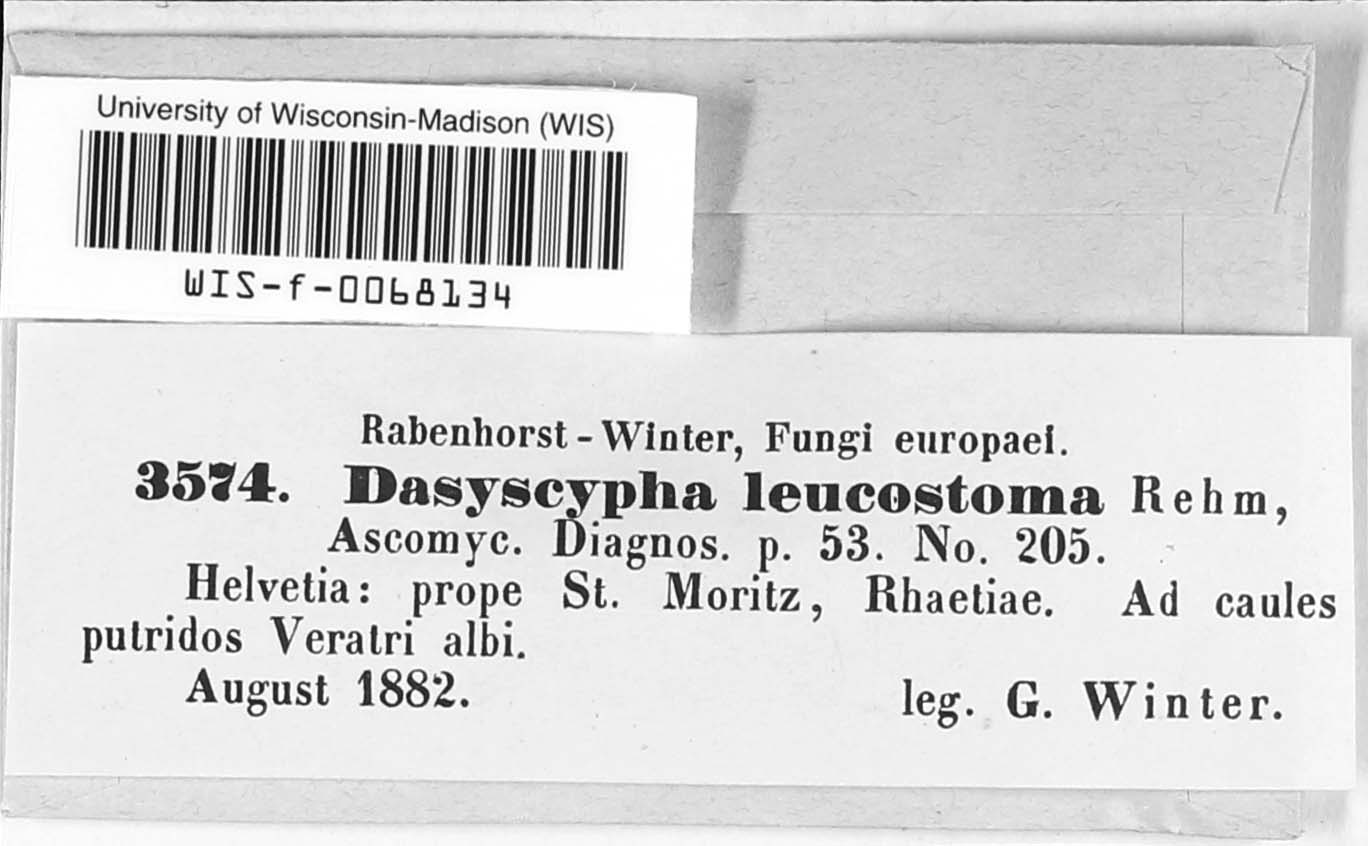 University of Wisconsin-Madison (WIS)
WIS-f-0068134
Rabenhorst - Winter, Fungi europaei.
3574. Dasyscypha leucostoma Rehm,
Ascomyc. Diagnos. p. 53. No. 205.
Helvetia: prope St. Moritz, Rhaetiae. Ad caules
putridos Veratri albi.
August 1882. leg. G. Winter.